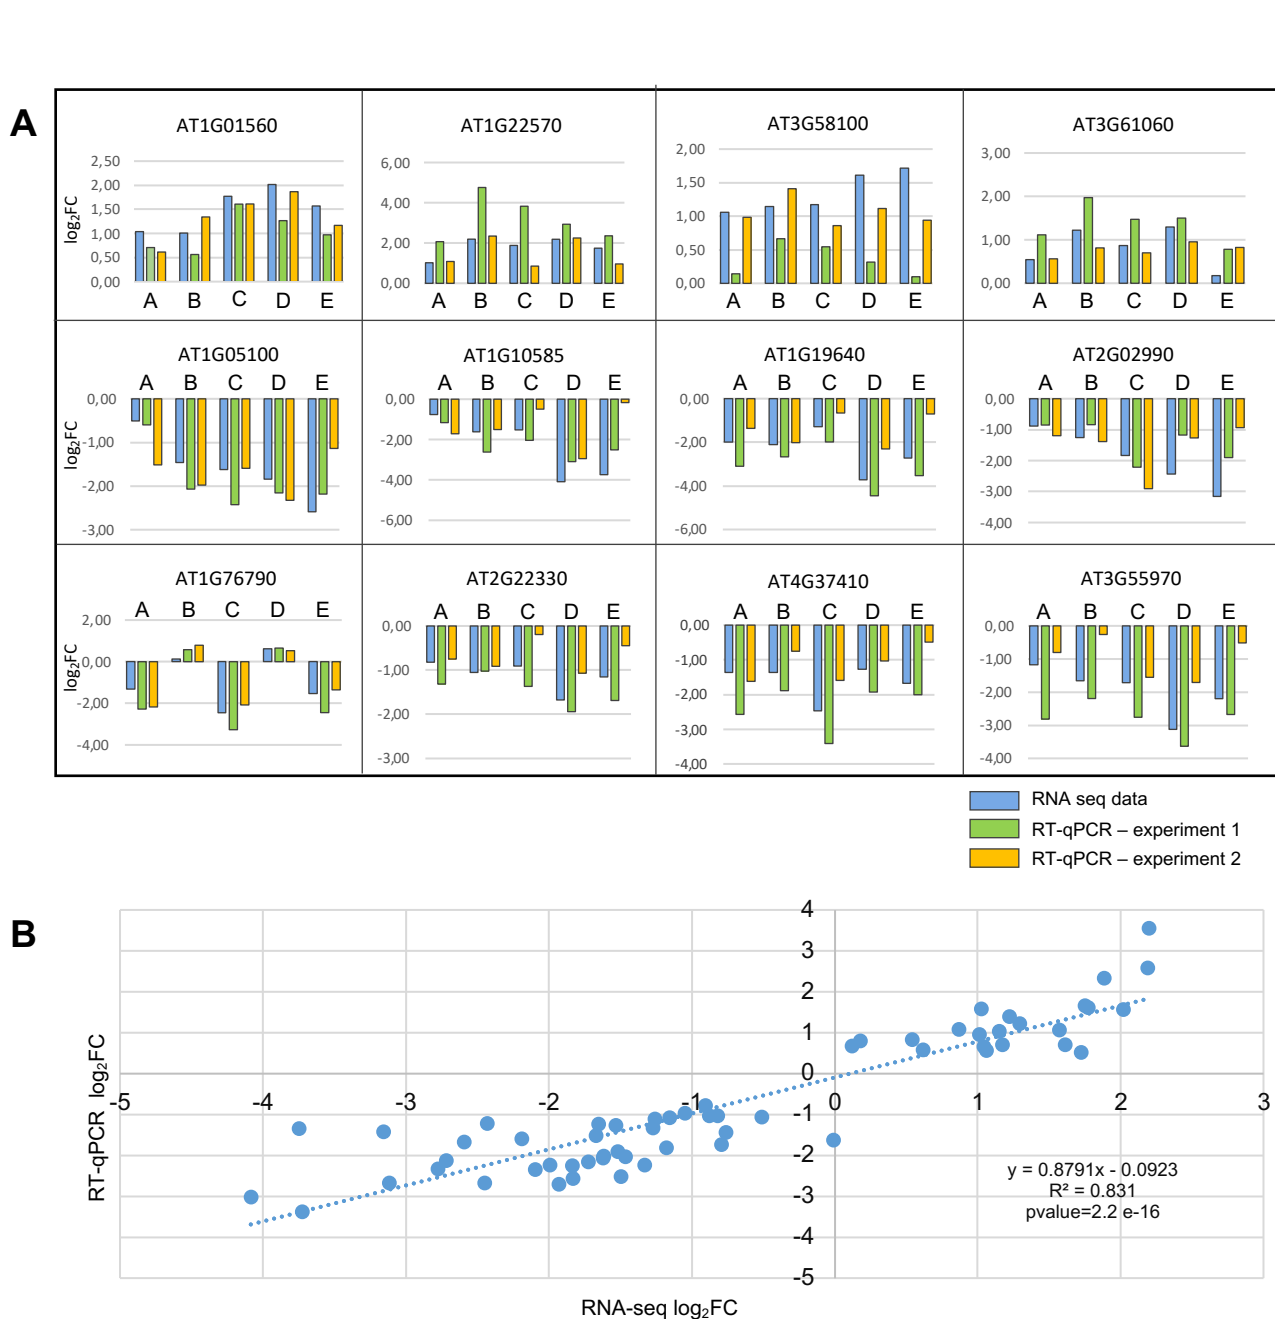 A
AT1G01560
AT1G22570
AT3G58100
AT3G61060
log₂FC
2,50
2,00
1,50
1,00
0,50
0,00
A B C D E
6,00
4,00
2,00
0,00
A B C D E
2,00
1,50
1,00
0,50
0,00
A B C D E
3,00
2,00
1,00
0,00
A B C D E
AT1G05100
AT1G10585
AT1G19640
AT2G02990
log₂FC
A B C D E
0,00
-1,00
-2,00
-3,00
A B C D E
0,00
-2,00
-4,00
-6,00
A B C D E
0,00
-2,00
-4,00
-6,00
A B C D E
0,00
-1,00
-2,00
-3,00
-4,00
AT1G76790
AT2G22330
AT4G37410
AT3G55970
log₂FC
A B C D E
2,00
0,00
-2,00
-4,00
A B C D E
0,00
-1,00
-2,00
-3,00
A B C D E
0,00
-1,00
-2,00
-3,00
-4,00
A B C D E
0,00
-1,00
-2,00
-3,00
-4,00
RNA seq data
RT-qPCR – experiment 1
RT-qPCR – experiment 2
B
RT-qPCR log₂FC
4
3
2
1
0
-1
-2
-3
-4
-5
-5 -4 -3 -2 -1 0 1 2 3
y = 0.8791x - 0.0923
R² = 0.831
pvalue=2.2 e-16
RNA-seq log₂FC